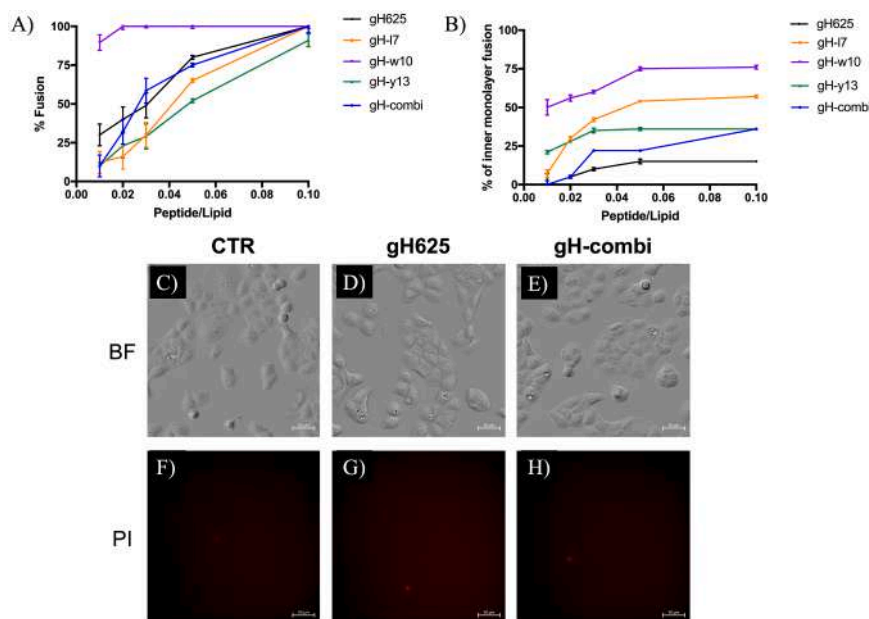 A)
% Fusion
100
75
50
25
0
0.00 0.02 0.04 0.06 0.08 0.10
Peptide/Lipid
gH625
gH-l7
gH-w10
gH-y13
gH-combi
B)
% of inner monolayer fusion
100
75
50
25
0
0.00 0.02 0.04 0.06 0.08 0.10
Peptide/Lipid
gH625
gH-l7
gH-w10
gH-y13
gH-combi
CTR gH625 gH-combi
BF
C) D) E)
PI
F) G) H)